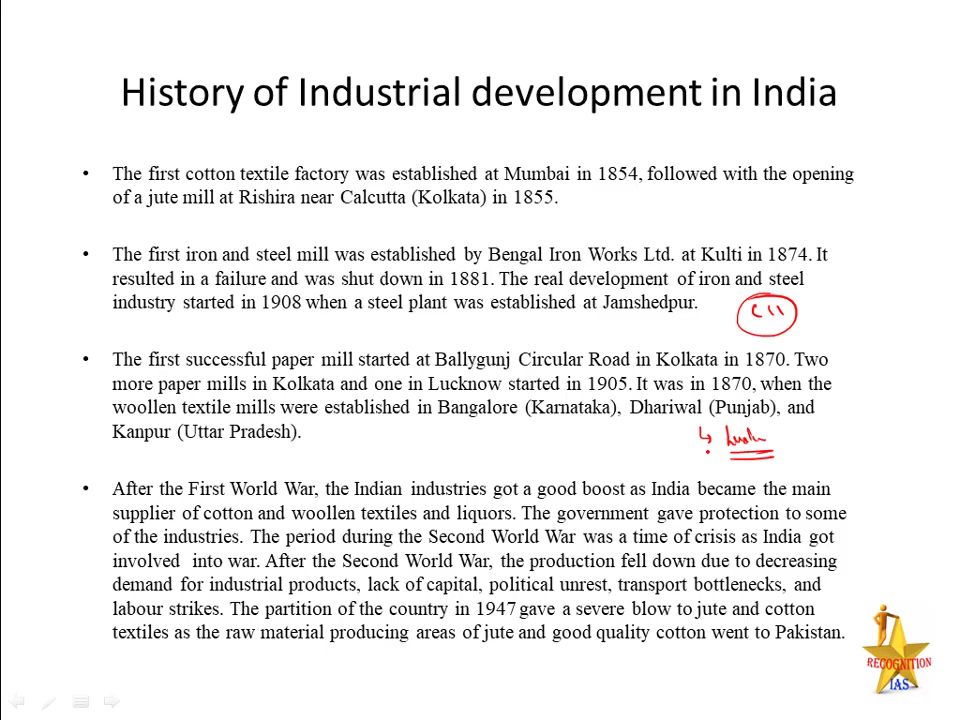 History of Industrial development in India
• The first cotton textile factory was established at Mumbai in 1854, followed with the opening
of a jute mill at Rishira near Calcutta (Kolkata) in 1855.
• The first iron and steel mill was established by Bengal Iron Works Ltd. at Kulti in 1874. It
resulted in a failure and was shut down in 1881. The real development of iron and steel
industry started in 1908 when a steel plant was established at Jamshedpur.
• The first successful paper mill started at Ballygunj Circular Road in Kolkata in 1870. Two
more paper mills in Kolkata and one in Lucknow started in 1905. It was in 1870, when the
woollen textile mills were established in Bangalore (Karnataka), Dhariwal (Punjab), and
Kanpur (Uttar Pradesh).
• After the First World War, the Indian industries got a good boost as India became the main
supplier of cotton and woollen textiles and liquors. The government gave protection to some
of the industries. The period during the Second World War was a time of crisis as India got
involved into war. After the Second World War, the production fell down due to decreasing
demand for industrial products, lack of capital, political unrest, transport bottlenecks, and
labour strikes. The partition of the country in 1947 gave a severe blow to jute and cotton
textiles as the raw material producing areas of jute and good quality cotton went to Pakistan.
RECOGNITION
IAS